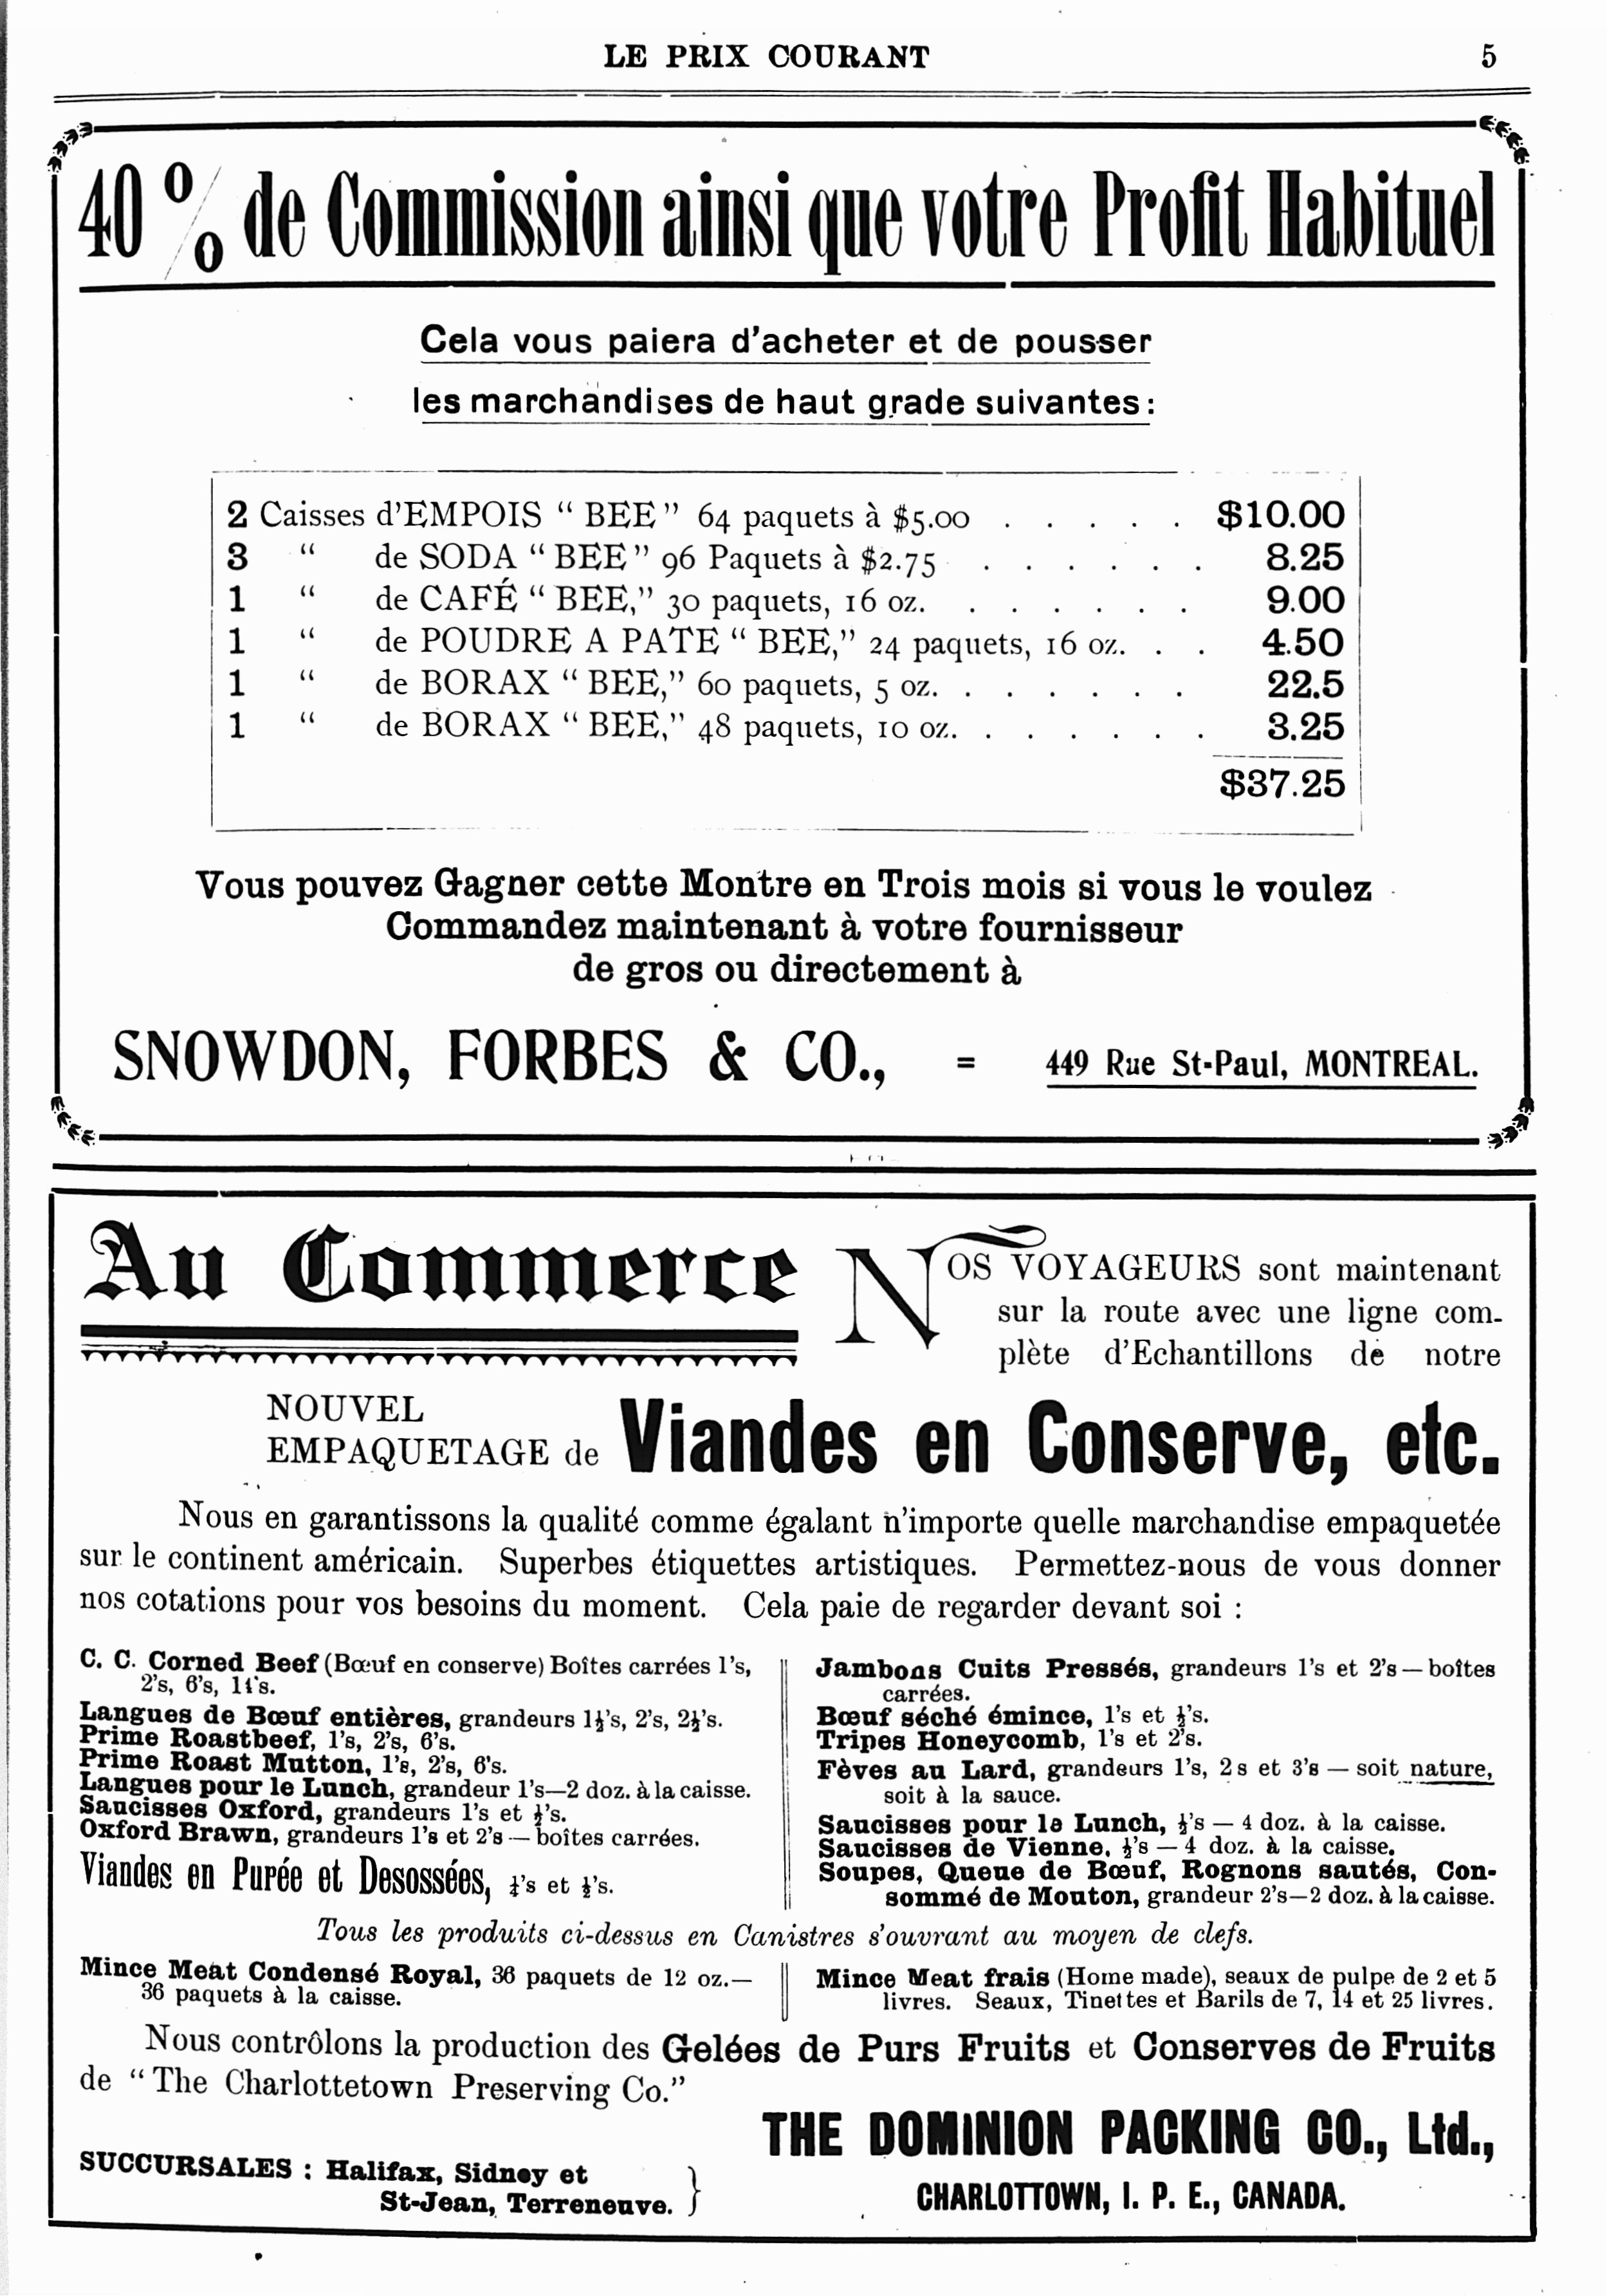 LE PRIX COURANT 5
40 % de Commission ainsi que votre Profit Habituel
Cela vous paiera d'acheter et de pousser
les marchandises de haut grade suivantes:
2 Caisses d'EMPOIS “ BEE ” 64 paquets à $5.00 . . . . . $10.00
3 “ de SODA “ BEE ” 96 Paquets à $2.75 . . . . . . 8.25
1 “ de CAFÉ “ BEE,” 30 paquets, 16 oz. . . . . . . 9.00
1 “ de POUDRE A PATE “ BEE,” 24 paquets, 16 oz. . . 4.50
1 “ de BORAX “ BEE,” 60 paquets, 5 oz. . . . . . . 22.5
1 “ de BORAX “ BEE,” 48 paquets, 10 oz. . . . . . . 3.25
$37.25
Vous pouvez Gagner cette Montre en Trois mois si vous le voulez
Commandez maintenant à votre fournisseur
de gros ou directement à
SNOWDON, FORBES & CO., = 449 Rue St-Paul, MONTREAL.
Au Commerce
NOS VOYAGEURS sont maintenant
sur la route avec une ligne com-
plète d'Echantillons de notre
NOUVEL
EMPAQUETAGE de Viandes en Conserve, etc.
Nous en garantissons la qualité comme égalant n'importe quelle marchandise empaquetée
sur le continent américain. Superbes étiquettes artistiques. Permettez-nous de vous donner
nos cotations pour vos besoins du moment. Cela paie de regarder devant soi :
C. C. Corned Beef (Bœuf en conserve) Boîtes carrées 1's,
2's, 6's, 14's.
Langues de Bœuf entières, grandeurs 1½'s, 2's, 2½'s.
Prime Roastbeef, 1's, 2's, 6's.
Prime Roast Mutton, 1's, 2's, 6's.
Langues pour le Lunch, grandeur 1's—2 doz. à la caisse.
Saucisses Oxford, grandeurs 1's et ½'s.
Oxford Brawn, grandeurs 1's et 2's — boîtes carrées.
Viandes en Purée et Desossées, ¼'s et ½'s.
Jambons Cuits Pressés, grandeurs 1's et 2's — boîtes
carrées.
Bœuf séché émince, 1's et ½'s.
Tripes Honeycomb, 1's et 2's.
Fèves au Lard, grandeurs 1's, 2 s et 3's — soit nature,
soit à la sauce.
Saucisses pour le Lunch, ½'s — 4 doz. à la caisse.
Saucisses de Vienne, ½'s — 4 doz. à la caisse.
Soupes, Queue de Bœuf, Rognons sautés, Con-
sommé de Mouton, grandeur 2's—2 doz. à la caisse.
Tous les produits ci-dessus en Canistres s'ouvrant au moyen de clefs.
Mince Meat Condensé Royal, 36 paquets de 12 oz.—
36 paquets à la caisse.
Mince Meat frais (Home made), seaux de pulpe de 2 et 5
livres. Seaux, Tinettes et Barils de 7, 14 et 25 livres.
Nous contrôlons la production des Gelées de Purs Fruits et Conserves de Fruits
de “ The Charlottetown Preserving Co.”
THE DOMINION PACKING CO., Ltd.,
CHARLOTTOWN, I. P. E., CANADA.
SUCCURSALES : Halifax, Sidney et
St-Jean, Terreneuve. }